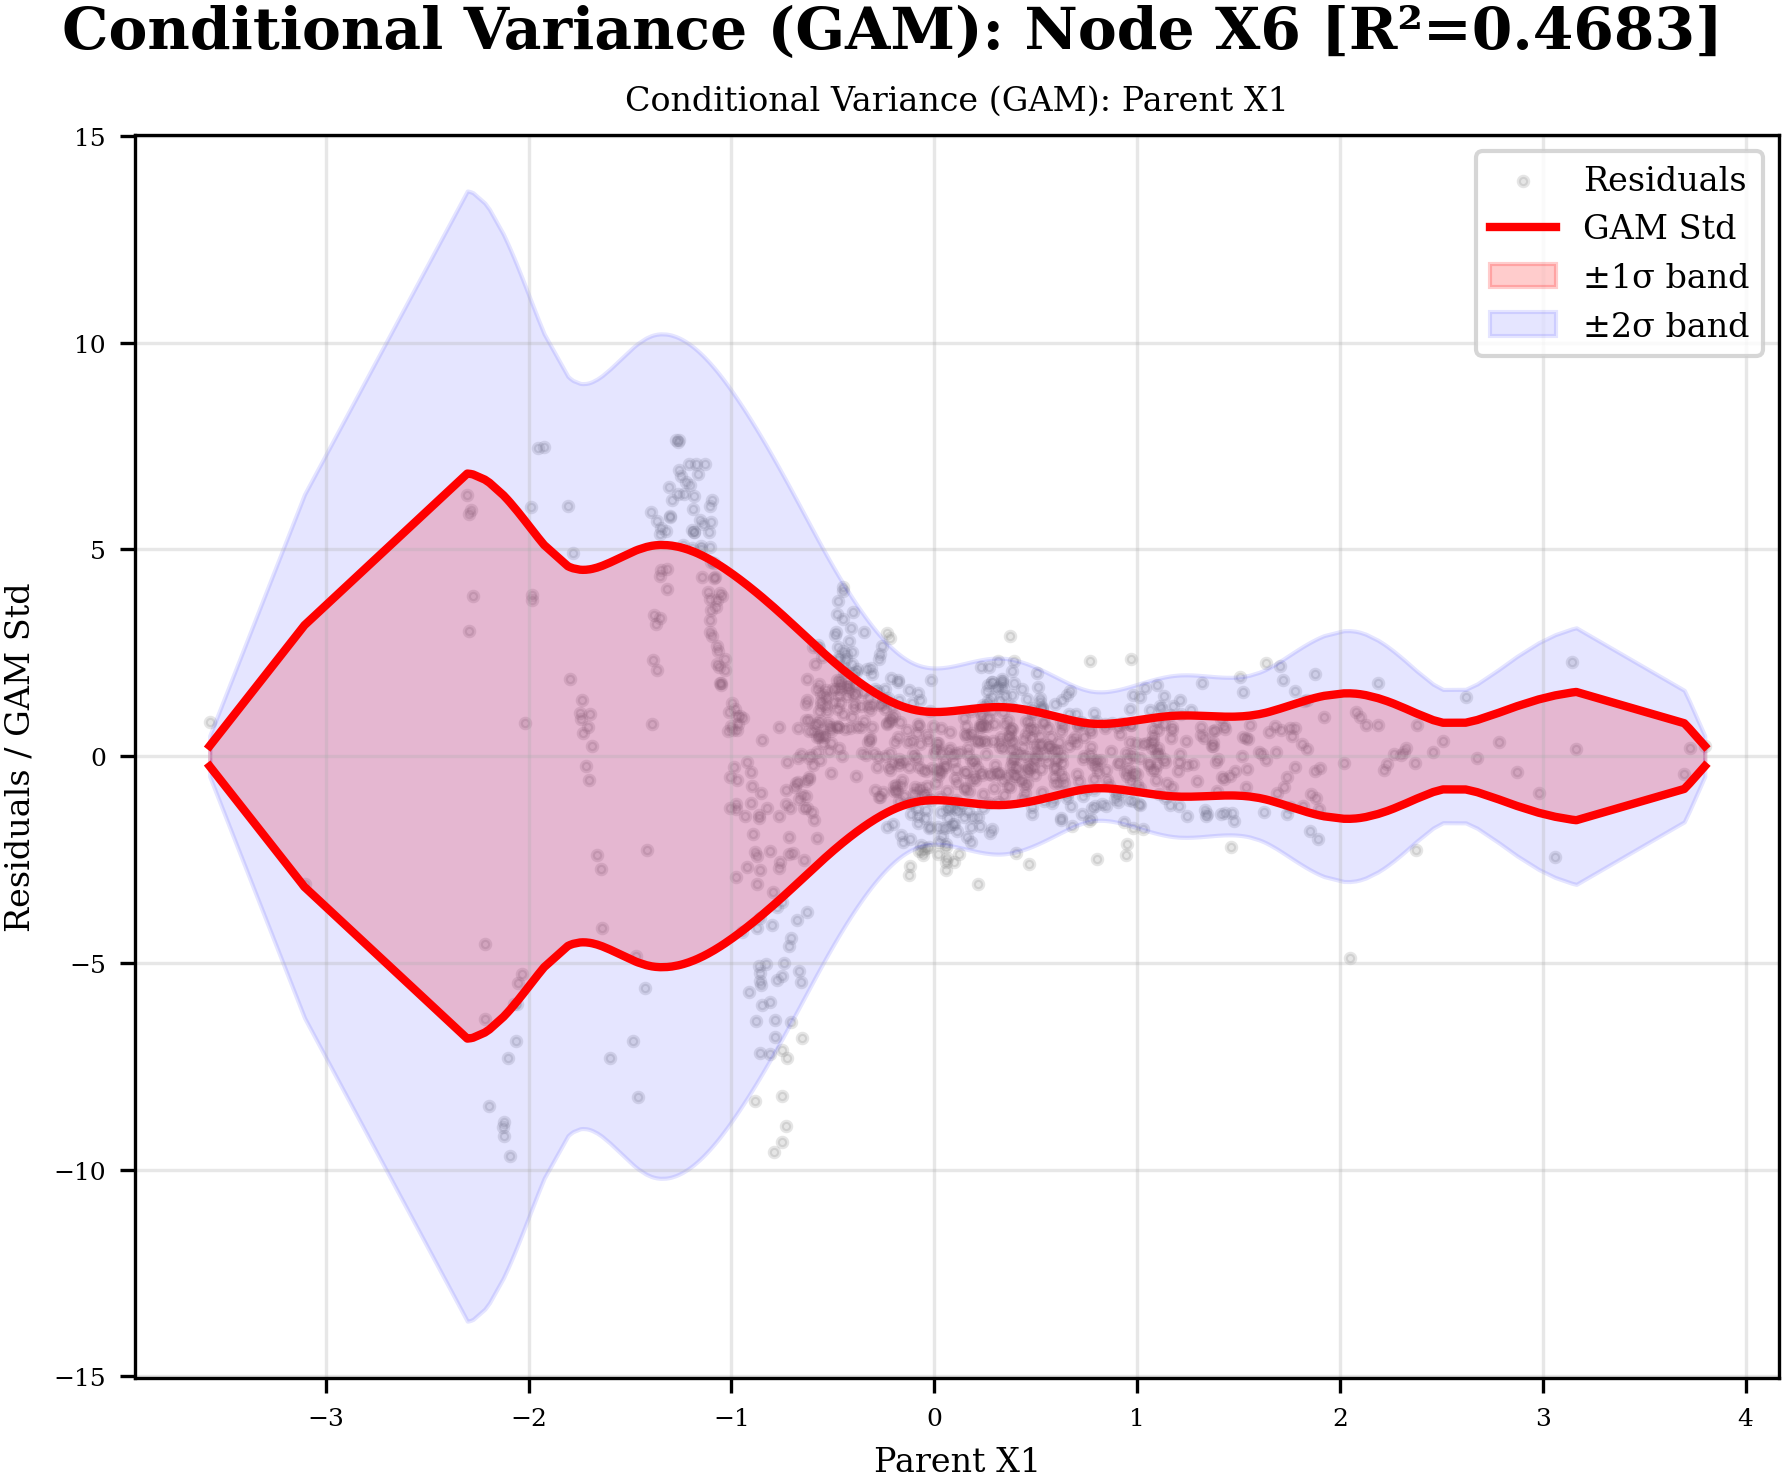 Conditional Variance (GAM): Node X6 [R²=0.4683]
Conditional Variance (GAM): Parent X1
Residuals
GAM Std
±1σ band
±2σ band
Residuals / GAM Std
15
10
5
0
−5
−10
−15
−3
−2
−1
0
1
2
3
4
Parent X1